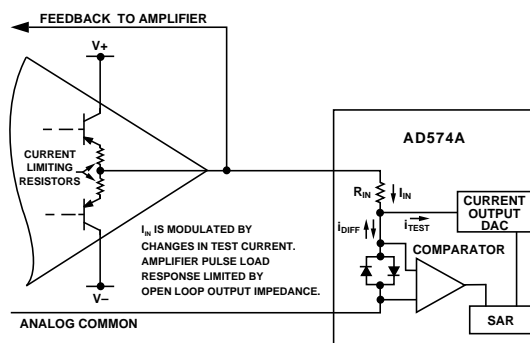 FEEDBACK TO AMPLIFIER
V+
CURRENT
LIMITING
RESISTORS
V–
IIN IS MODULATED BY
CHANGES IN TEST CURRENT.
AMPLIFIER PULSE LOAD
RESPONSE LIMITED BY
OPEN LOOP OUTPUT IMPEDANCE.
ANALOG COMMON
AD574A
RIN
IIN
iDIFF
iTEST
CURRENT
OUTPUT
DAC
COMPARATOR
SAR